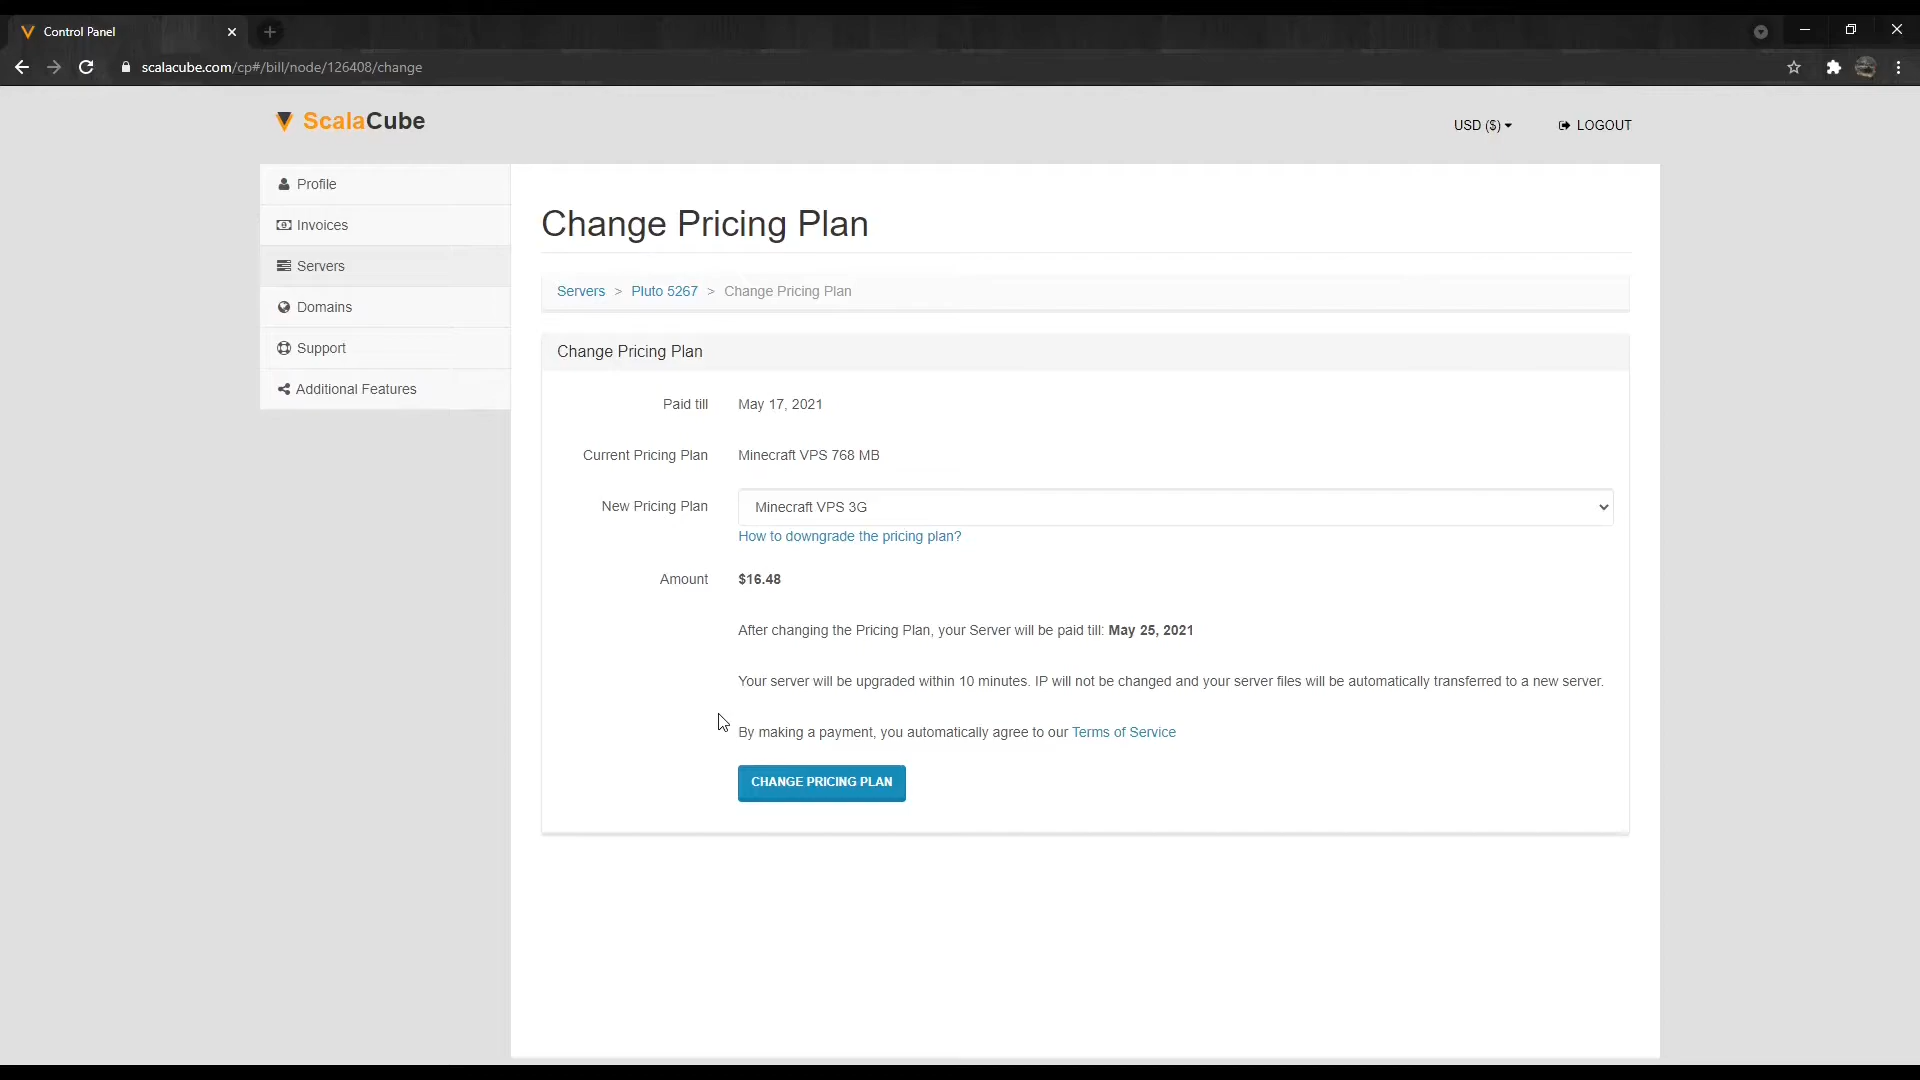 Control Panel
scalacube.com/cp#/bill/node/126408/change
ScalaCube
USD ($)
LOGOUT
Profile
Invoices
Servers
Domains
Support
Additional Features
Change Pricing Plan
Servers > Pluto 5267 > Change Pricing Plan
Change Pricing Plan
Paid till May 17, 2021
Current Pricing Plan Minecraft VPS 768 MB
New Pricing Plan Minecraft VPS 3G
How to downgrade the pricing plan?
Amount $16.48
After changing the Pricing Plan, your Server will be paid till: May 25, 2021
Your server will be upgraded within 10 minutes. IP will not be changed and your server files will be automatically transferred to a new server.
By making a payment, you automatically agree to our Terms of Service
CHANGE PRICING PLAN